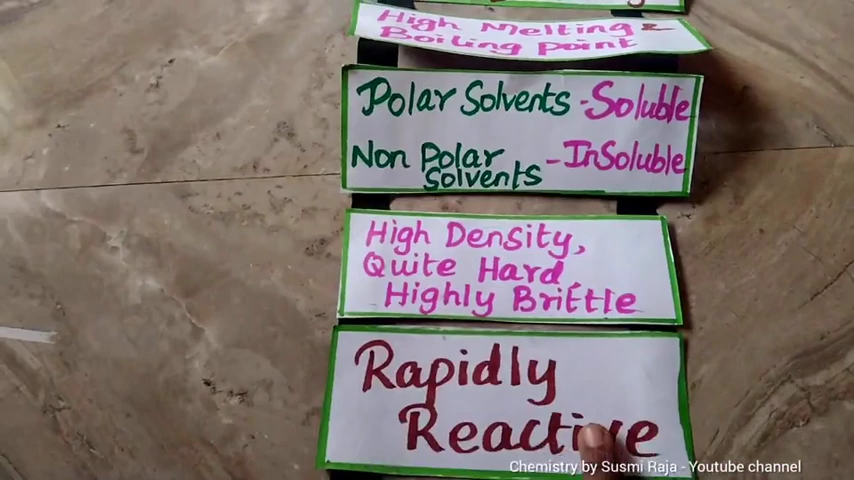 High Melting &
Boiling point
Polar Solvents - Soluble
Non Polar
Solvents - InSoluble
High Density,
Quite Hard
Highly Brittle
Rapidly
Reactive
Chemistry by Susmi Raja - Youtube channel